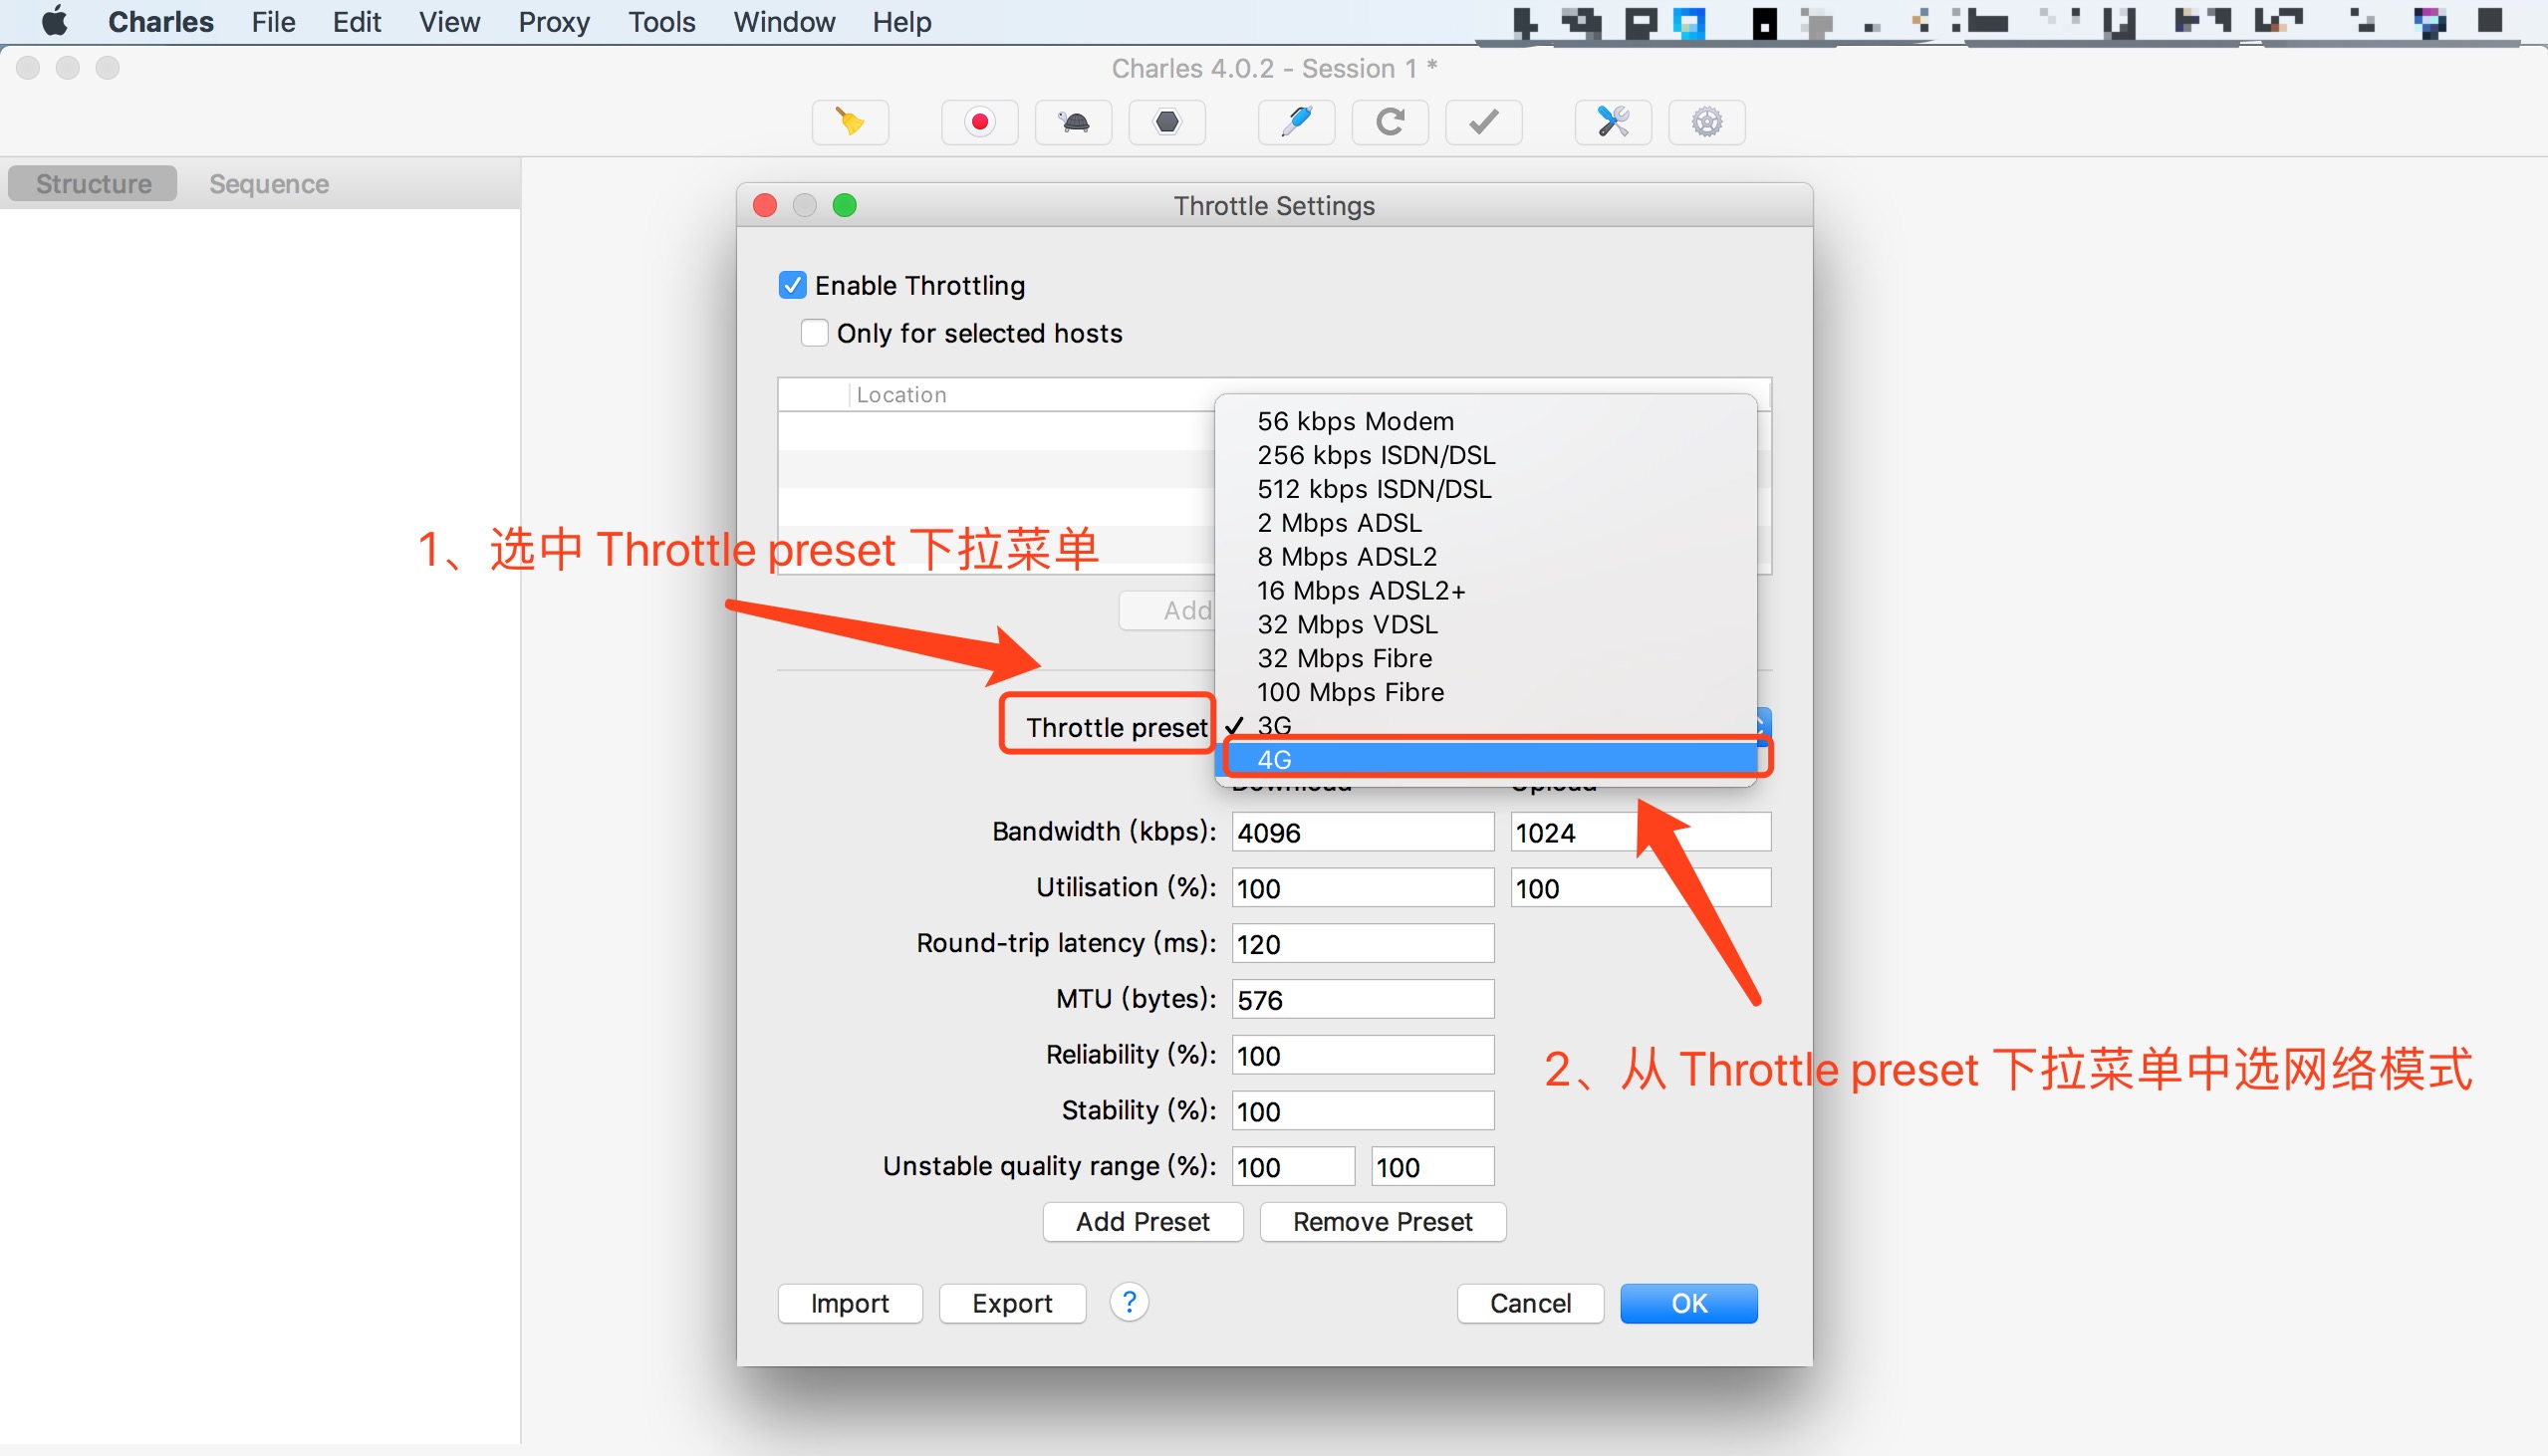 Charles File Edit View Proxy Tools Window Help
Charles 4.0.2 - Session 1 *
Structure Sequence
Throttle Settings
Enable Throttling
Only for selected hosts
Location
56 kbps Modem
256 kbps ISDN/DSL
512 kbps ISDN/DSL
2 Mbps ADSL
8 Mbps ADSL2
16 Mbps ADSL2+
32 Mbps VDSL
32 Mbps Fibre
100 Mbps Fibre
3G
4G
1、选中 Throttle preset 下拉菜单
Add
Throttle preset
Download Upload
Bandwidth (kbps): 4096 1024
Utilisation (%): 100 100
Round-trip latency (ms): 120
MTU (bytes): 576
Reliability (%): 100
2、从 Throttle preset 下拉菜单中选网络模式
Stability (%): 100
Unstable quality range (%): 100 100
Add Preset Remove Preset
Import Export ? Cancel OK